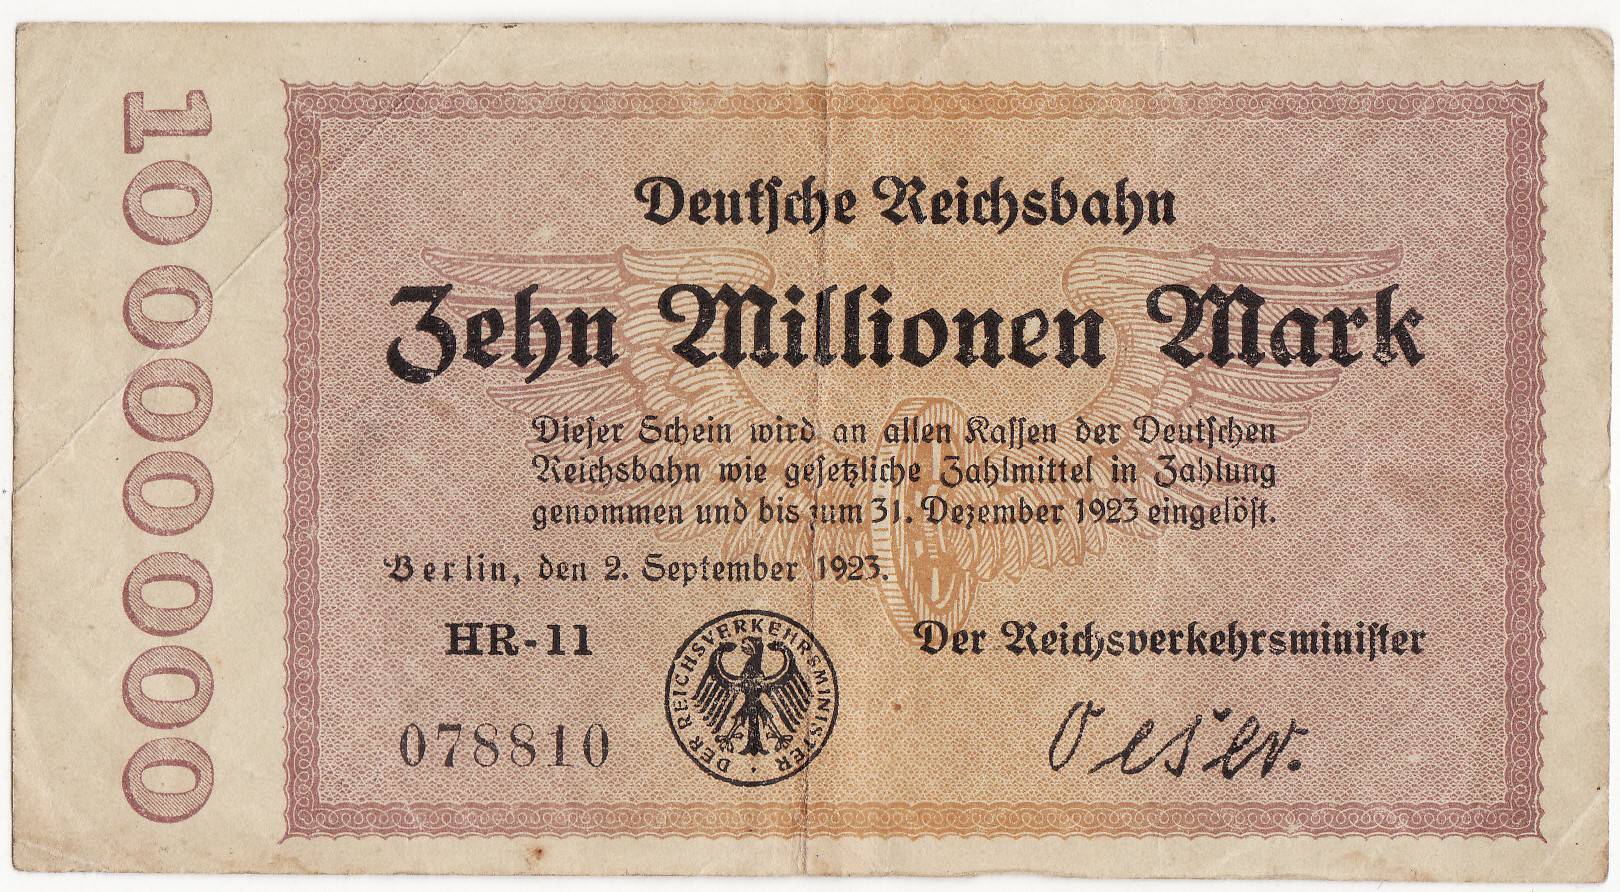 10000000
Deutsche Reichsbahn
Zehn Millionen Mark
Dieser Schein wird an allen Kassen der Deutschen
Reichsbahn wie gesetzliche Zahlmittel in Zahlung
genommen und bis zum 31. Dezember 1923 eingelöst.
Berlin, den 2. September 1923.
HR-11
Der Reichsverkehrsminister
078810
DER REICHSVERKEHRSMINISTER
Oeser.